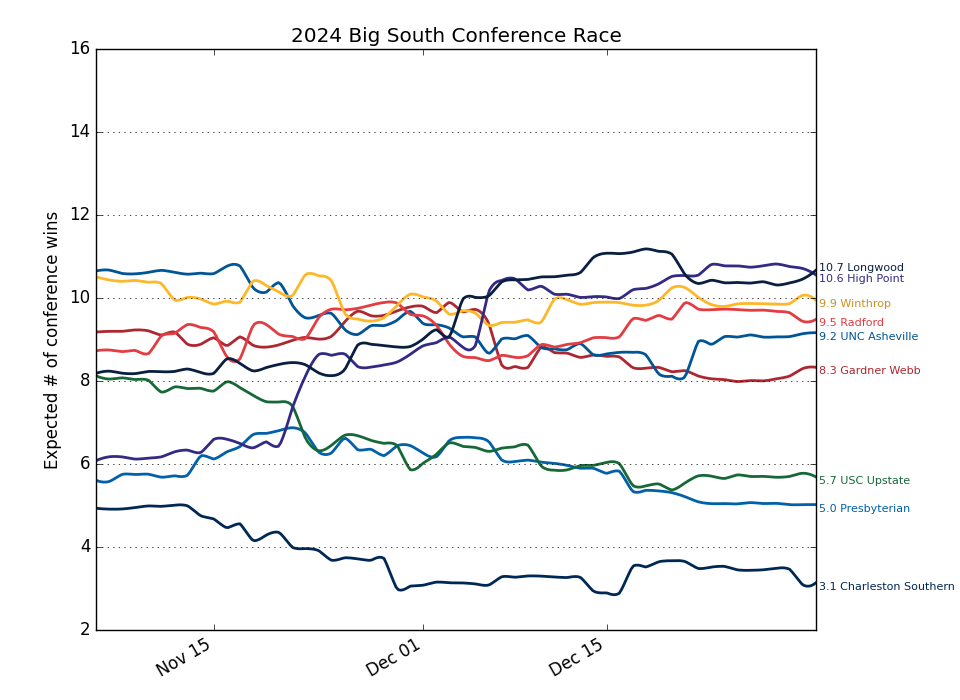 2024 Big South Conference Race
Expected # of conference wins
16
14
12
10
8
6
4
2
Nov 15
Dec 01
Dec 15
10.7 Longwood
10.6 High Point
9.9 Winthrop
9.5 Radford
9.2 UNC Asheville
8.3 Gardner Webb
5.7 USC Upstate
5.0 Presbyterian
3.1 Charleston Southern